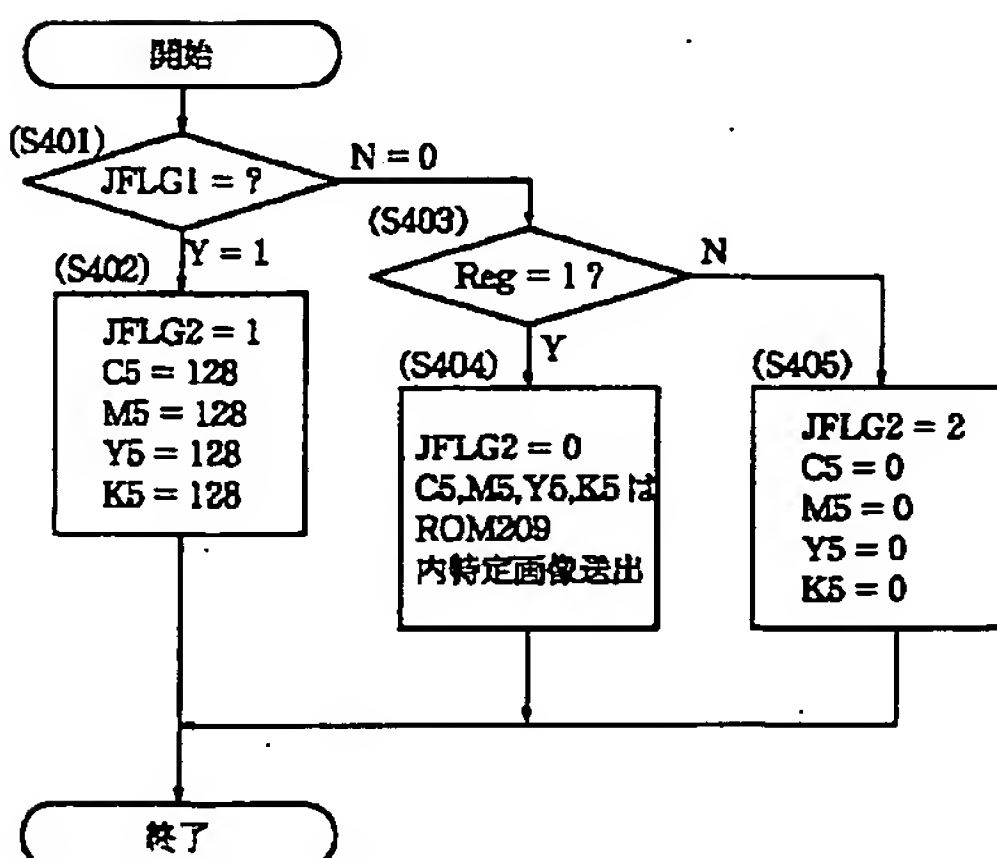 開始
(S401)
JFLG1 = ?
N = 0
Y = 1
(S402)
JFLG2 = 1
C5 = 128
M5 = 128
Y5 = 128
K5 = 128
(S403)
Reg = 1 ?
N
Y
(S404)
JFLG2 = 0
C5,M5,Y5,K5 は
ROM209
内特定画像送出
(S405)
JFLG2 = 2
C5 = 0
M5 = 0
Y5 = 0
K5 = 0
終了